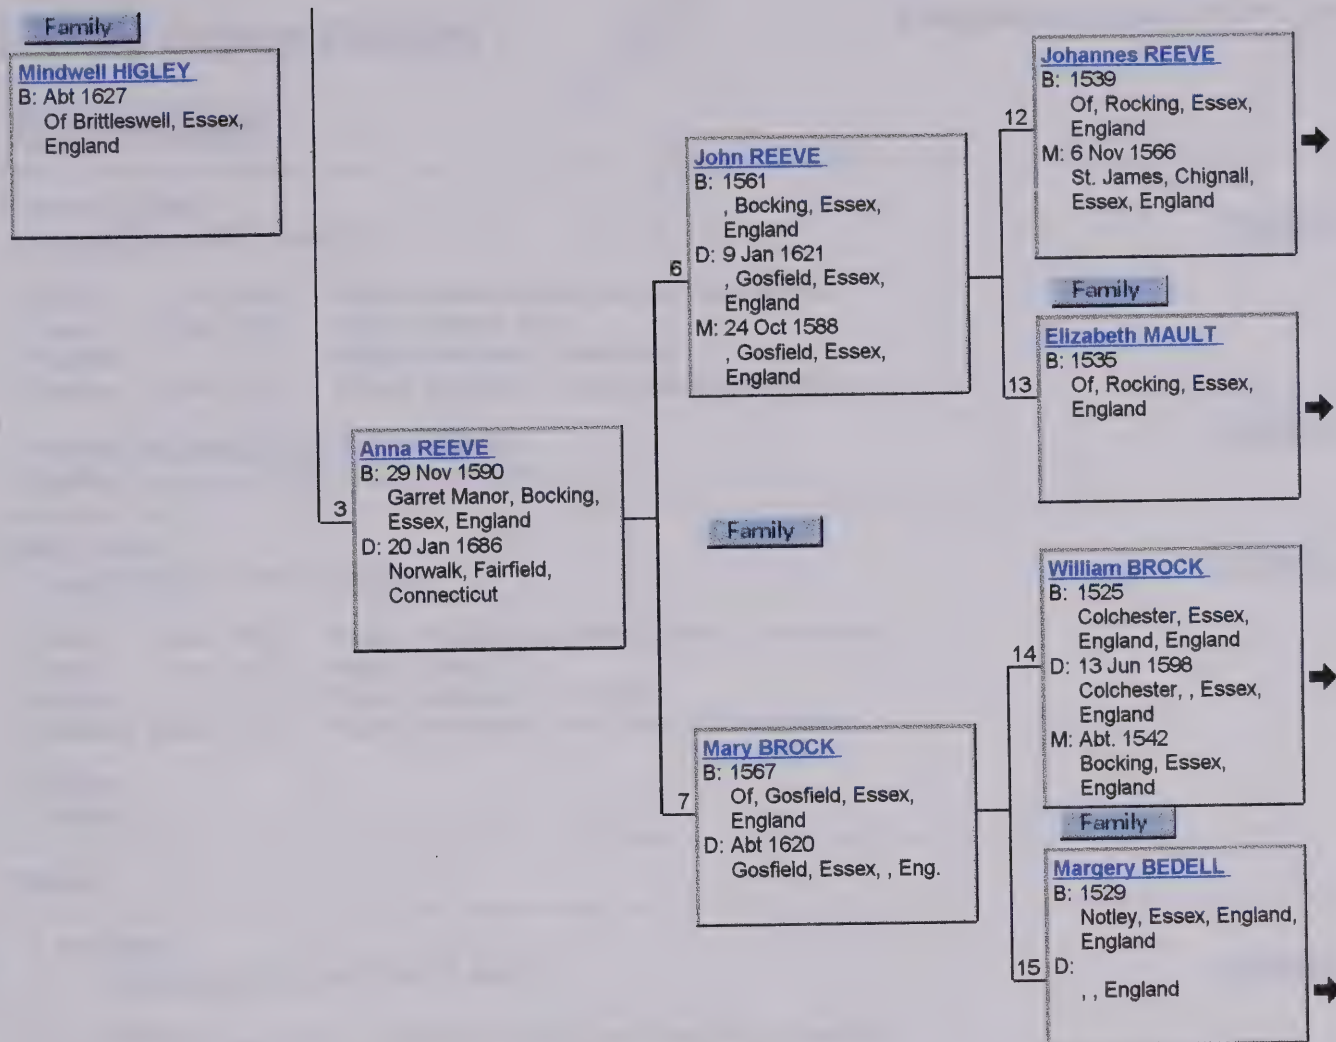 Family
Mindwell HIGLEY
B: Abt 1627
Of Brittleswell, Essex,
England
3
Anna REEVE
B: 29 Nov 1590
Garret Manor, Bocking,
Essex, England
D: 20 Jan 1686
Norwalk, Fairfield,
Connecticut
6
John REEVE
B: 1561
, Bocking, Essex,
England
D: 9 Jan 1621
, Gosfield, Essex,
England
M: 24 Oct 1588
, Gosfield, Essex,
England
Family
7
Mary BROCK
B: 1567
Of, Gosfield, Essex,
England
D: Abt 1620
Gosfield, Essex, , Eng.
12
Johannes REEVE
B: 1539
Of, Rocking, Essex,
England
M: 6 Nov 1566
St. James, Chignall,
Essex, England
Family
13
Elizabeth MAULT
B: 1535
Of, Rocking, Essex,
England
14
William BROCK
B: 1525
Colchester, Essex,
England, England
D: 13 Jun 1598
Colchester, , Essex,
England
M: Abt. 1542
Bocking, Essex,
England
Family
15
Margery BEDELL
B: 1529
Notley, Essex, England,
England
D:
, , England